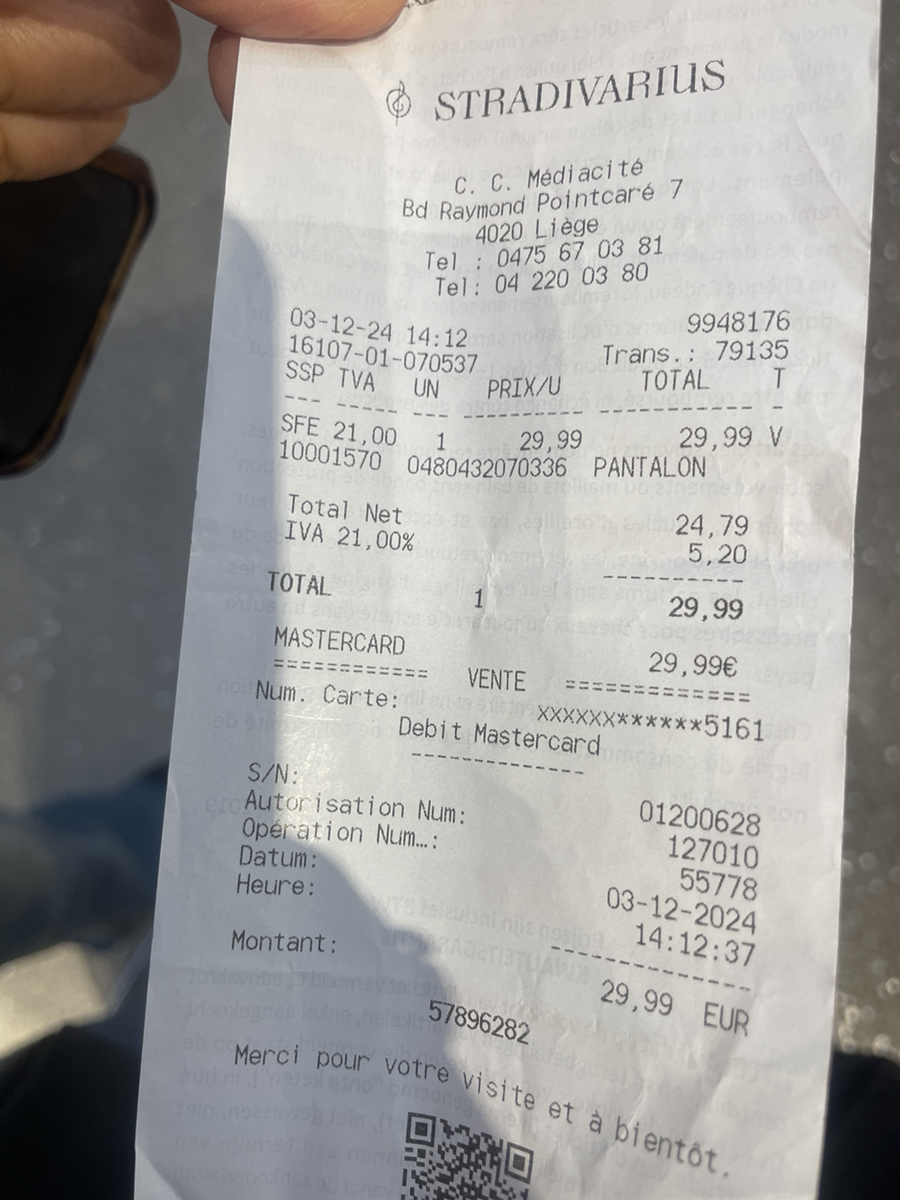 STRADIVARIUS
C. C. Médiacité
Bd Raymond Pointcaré 7
4020 Liège
Tel : 0475 67 03 81
Tel: 04 220 03 80
03-12-24 14:12 9948176
16107-01-070537 Trans.: 79135
SSP TVA UN PRIX/U TOTAL T
--- ----- --- ---------- ------------- -
SFE 21,00 1 29,99 29,99 V
10001570 0480432070336 PANTALON
Total Net 24,79
IVA 21,00% 5,20
------------
TOTAL 1 29,99
MASTERCARD 29,99€
============ VENTE ==============
Num. Carte: XXXXXX******5161
Debit Mastercard
--------------
S/N: 01200628
Autorisation Num: 127010
Opération Num…: 55778
Datum: 03-12-2024
Heure: 14:12:37
----------------
Montant: 29,99 EUR
57896282
Merci pour votre visite et à bientôt.